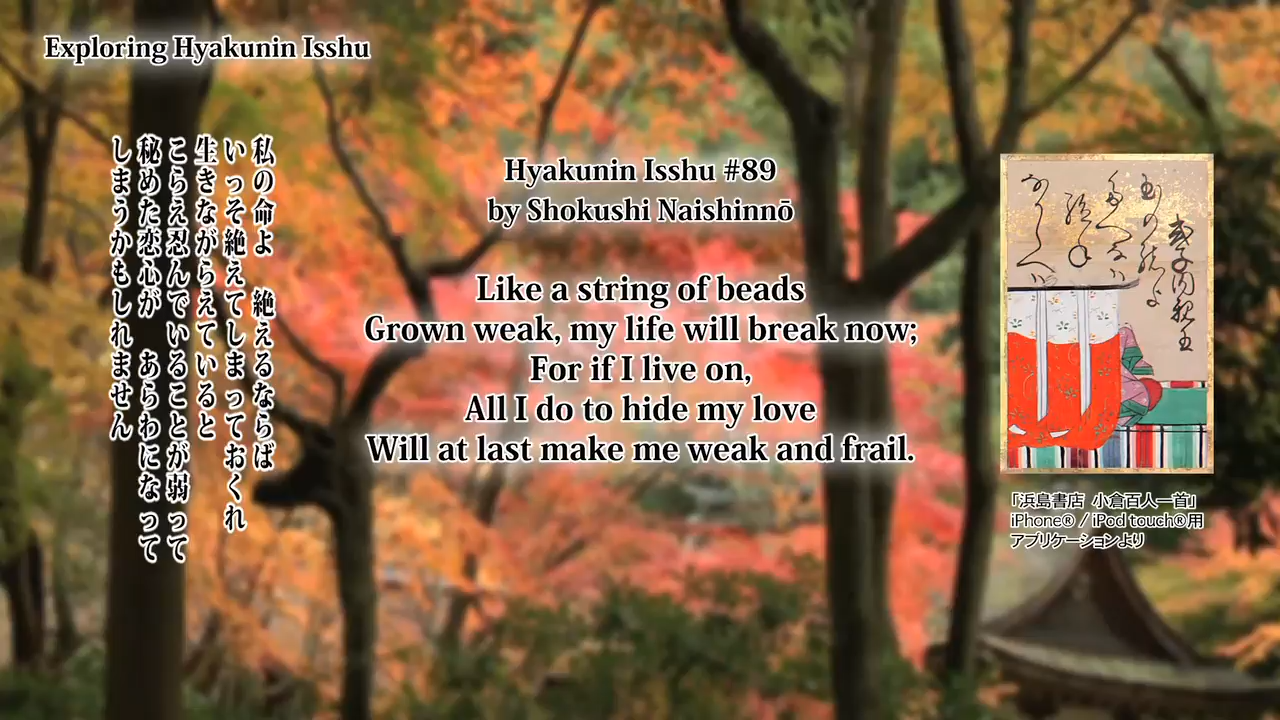 Exploring Hyakunin Isshu
私の命よ　絶えるならば
いっそ絶えてしまっておくれ
生きながらえていると
こらえ忍んでいることが弱って
秘めた恋心が　あらわになって
しまうかもしれません
Hyakunin Isshu #89
by Shokushi Naishinnō
Like a string of beads
Grown weak, my life will break now;
For if I live on,
All I do to hide my love
Will at last make me weak and frail.
式子内親王
「浜島書店 小倉百人一首」
iPhone® / iPod touch®用
アプリケーションより